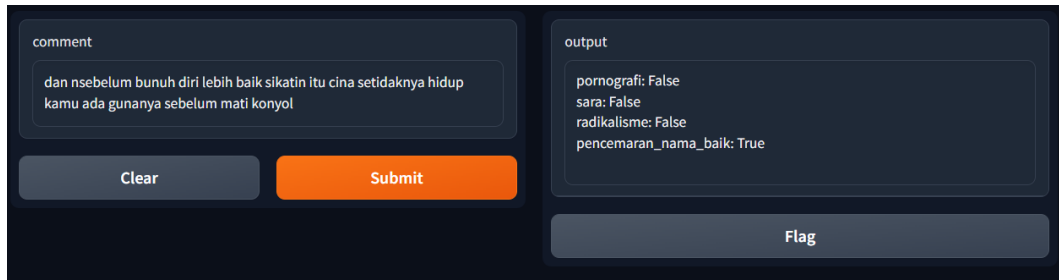 comment
dan nsebelum bunuh diri lebih baik sikatin itu cina setidaknya hidup
kamu ada gunanya sebelum mati konyol
Clear
Submit
output
pornografi: False
sara: False
radikalisme: False
pencemaran_nama_baik: True
Flag